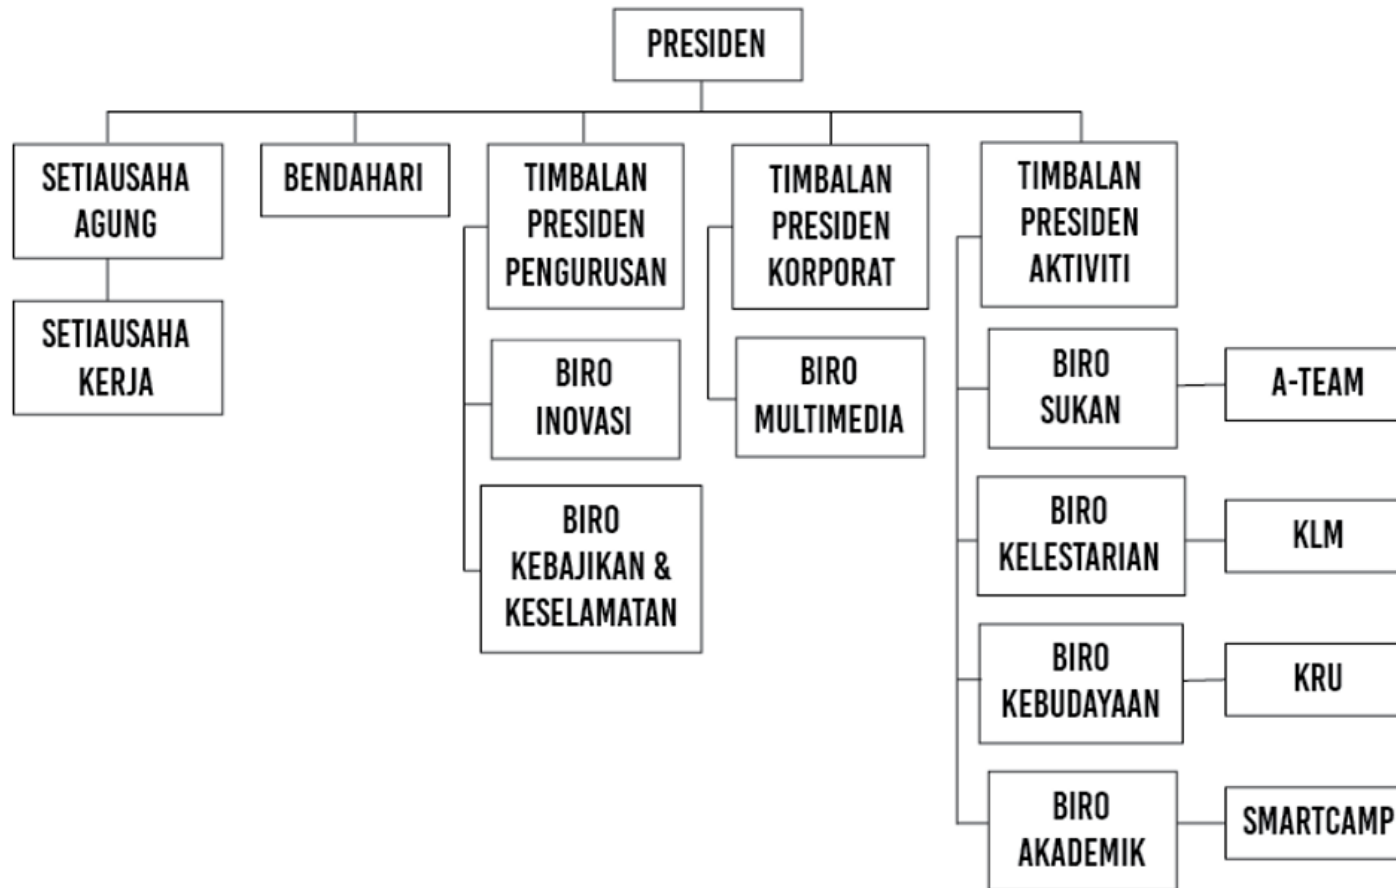 PRESIDEN
SETIAUSAHA
AGUNG
SETIAUSAHA
KERJA
BENDAHARI
TIMBALAN
PRESIDEN
PENGURUSAN
BIRO
INOVASI
BIRO
KEBAJIKAN &
KESELAMATAN
TIMBALAN
PRESIDEN
KORPORAT
BIRO
MULTIMEDIA
TIMBALAN
PRESIDEN
AKTIVITI
BIRO
SUKAN
A-TEAM
BIRO
KELESTARIAN
KLM
BIRO
KEBUDAYAAN
KRU
BIRO
AKADEMIK
SMARTCAMP